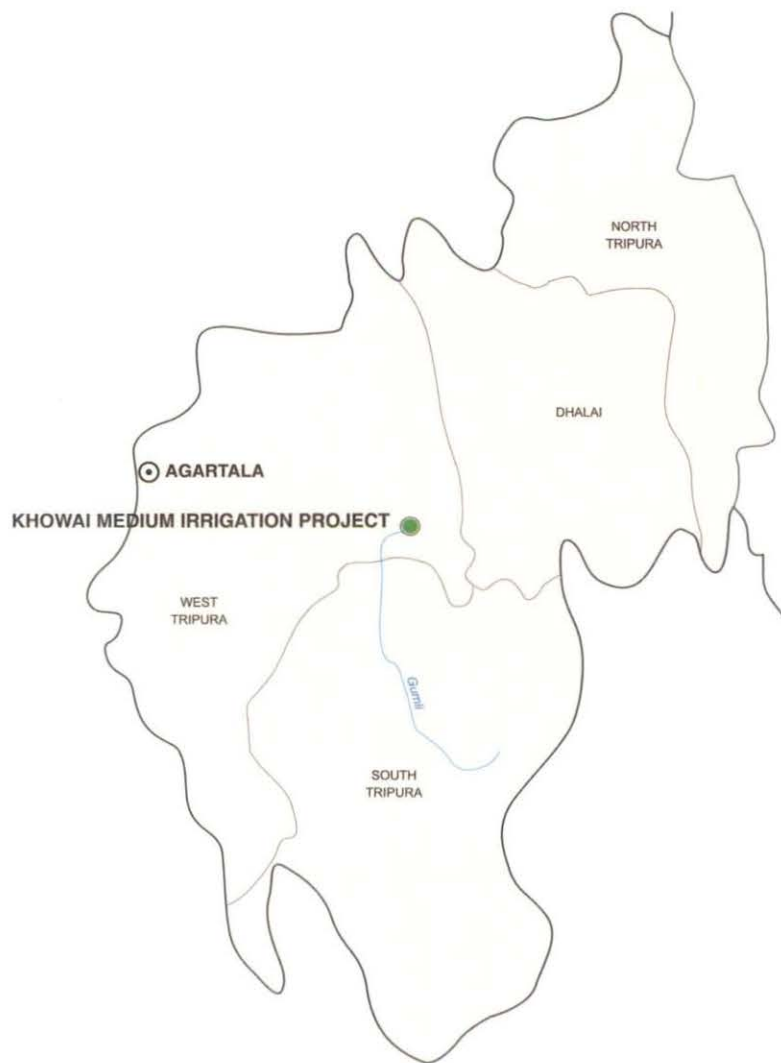 NORTH
TRIPURA
DHALAI
AGARTALA
KHOWAI MEDIUM IRRIGATION PROJECT
WEST
TRIPURA
Gumti
SOUTH
TRIPURA